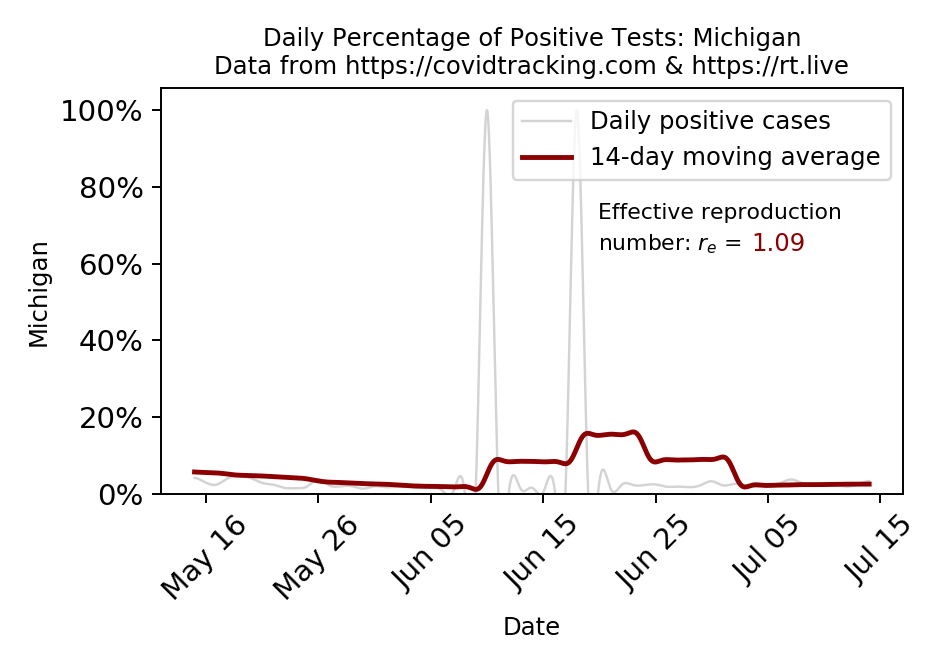 Daily Percentage of Positive Tests: Michigan
Data from https://covidtracking.com & https://rt.live
100%
80%
60%
40%
20%
0%
Michigan
Daily positive cases
14-day moving average
Effective reproduction
number: rₑ = 1.09
May 16
May 26
Jun 05
Jun 15
Jun 25
Jul 05
Jul 15
Date